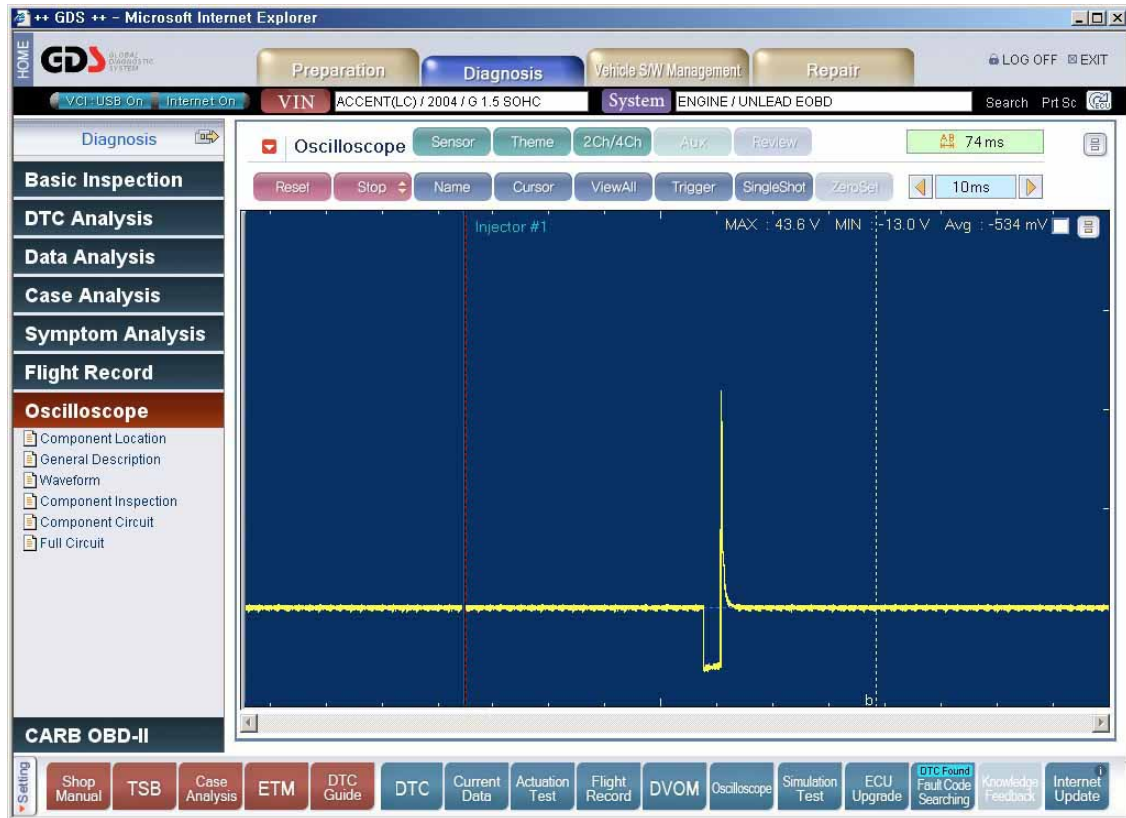 ++ GDS ++ - Microsoft Internet Explorer
HOME
GDS GLOBAL DIAGNOSTIC SYSTEM
Preparation
Diagnosis
Vehicle S/W Management
Repair
LOG OFF
EXIT
VCI:USB On
Internet On
VIN
ACCENT(LC) / 2004 / G 1.5 SOHC
System
ENGINE / UNLEAD EOBD
Search
Prt Sc
ECU
Diagnosis
Basic Inspection
DTC Analysis
Data Analysis
Case Analysis
Symptom Analysis
Flight Record
Oscilloscope
Component Location
General Description
Waveform
Component Inspection
Component Circuit
Full Circuit
CARB OBD-II
Oscilloscope
Sensor
Theme
2Ch/4Ch
Aux
Review
AB 74 ms
Reset
Stop
Name
Cursor
ViewAll
Trigger
SingleShot
ZeroSet
10ms
Injector #1
MAX : 43.6 V MIN : -13.0 V Avg : -534 mV
b
Setting
Shop Manual
TSB
Case Analysis
ETM
DTC Guide
DTC
Current Data
Actuation Test
Flight Record
DVOM
Oscilloscope
Simulation Test
ECU Upgrade
DTC Found
Fault Code Searching
Knowledge Feedback
Internet Update